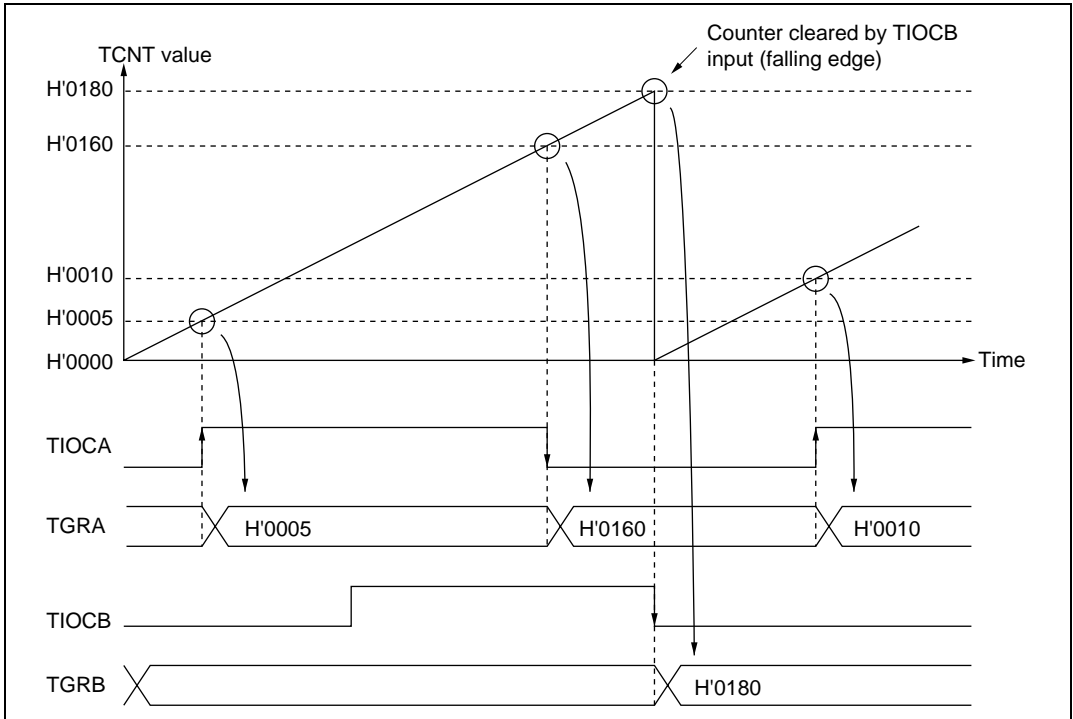 Counter cleared by TIOCB
input (falling edge)
TCNT value
H'0180
H'0160
H'0010
H'0005
H'0000
Time
TIOCA
TGRA
H'0005
H'0160
H'0010
TIOCB
TGRB
H'0180